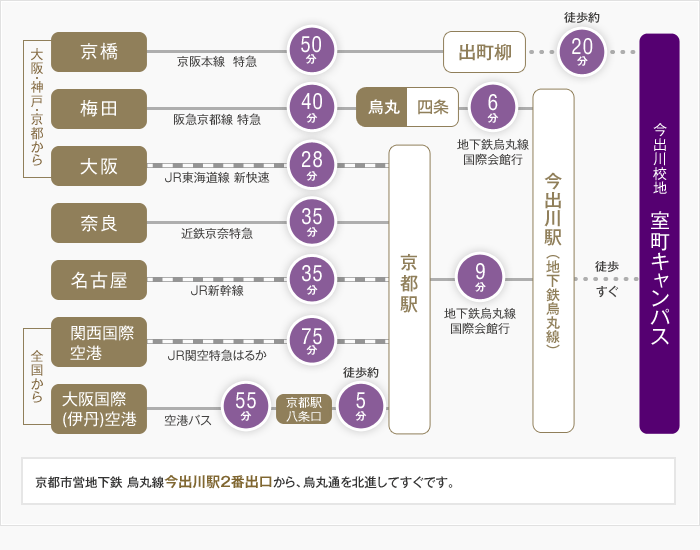 大阪・神戸・京都から
京橋
京阪本線 特急
50分
出町柳
徒歩約
20分
梅田
阪急京都線 特急
40分
烏丸 四条
6分
地下鉄烏丸線
国際会館行
大阪
JR東海道線 新快速
28分
奈良
近鉄京奈特急
35分
名古屋
JR新幹線
35分
全国から
関西国際
空港
JR関空特急はるか
75分
大阪国際
(伊丹)空港
空港バス
55分
京都駅
八条口
徒歩約
5分
京都駅
9分
地下鉄烏丸線
国際会館行
今出川駅(地下鉄烏丸線)
徒歩
すぐ
今出川校地 室町キャンパス
京都市営地下鉄 烏丸線今出川駅2番出口から、烏丸通を北進してすぐです。